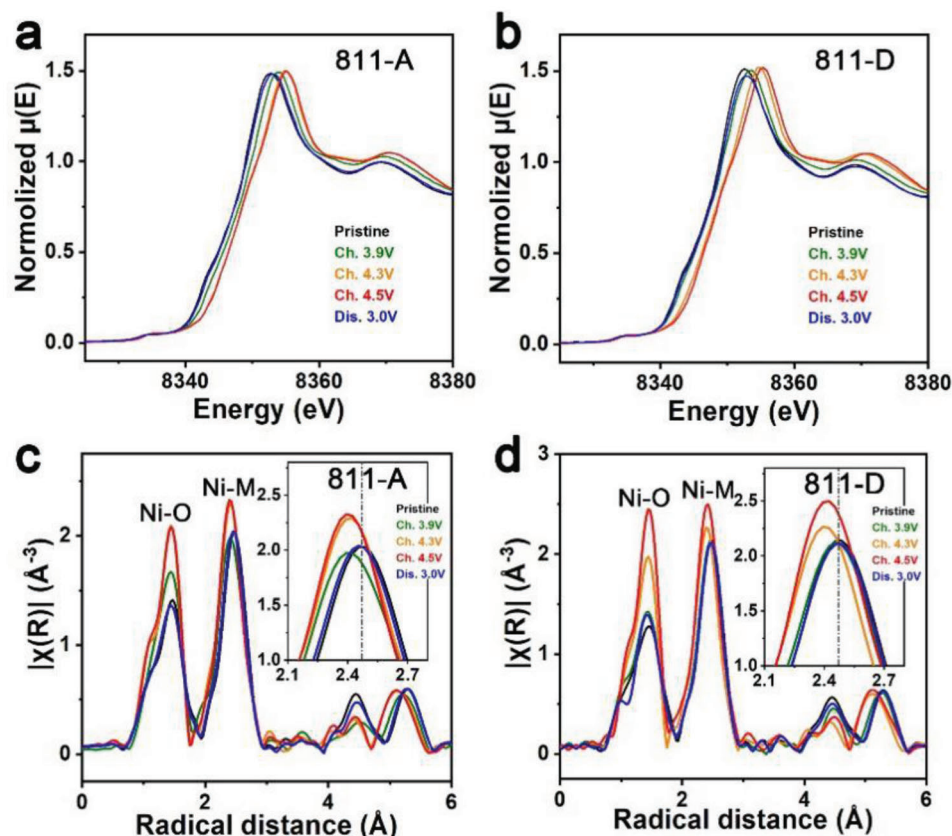 a
811-A
Normolized µ(E)
1.5
1.0
0.5
0.0
Pristine
Ch. 3.9V
Ch. 4.3V
Ch. 4.5V
Dis. 3.0V
8340
8360
8380
Energy (eV)
b
811-D
Normolized µ(E)
1.5
1.0
0.5
0.0
Pristine
Ch. 3.9V
Ch. 4.3V
Ch. 4.5V
Dis. 3.0V
8340
8360
8380
Energy (eV)
c
Ni-O
Ni-M
|χ(R)| (Å⁻³)
2
1
0
0
2
4
6
Radical distance (Å)
811-A
2.5
2.0
1.5
1.0
2.1
2.4
2.7
Pristine
Ch. 3.9V
Ch. 4.3V
Ch. 4.5V
Dis. 3.0V
d
Ni-O
Ni-M
|χ(R)| (Å⁻³)
3
2
1
0
0
2
4
6
Radical distance (Å)
811-D
2.5
2.0
1.5
1.0
2.1
2.4
2.7
Pristine
Ch. 3.9V
Ch. 4.3V
Ch. 4.5V
Dis. 3.0V